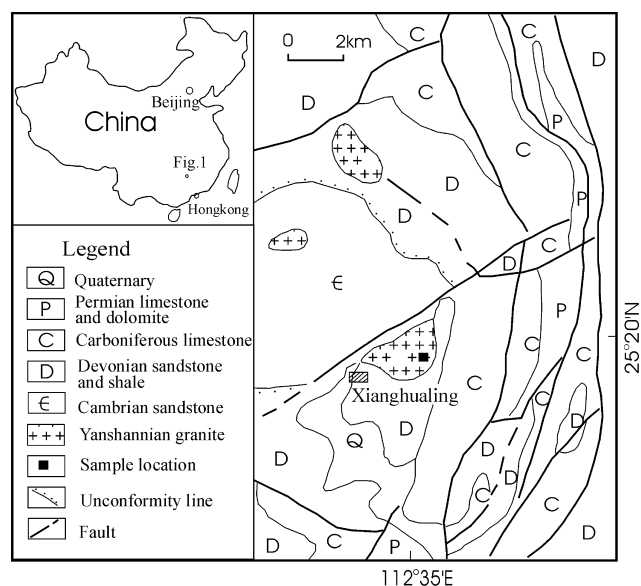 China
Beijing
Fig.1
Hongkong
Legend
Q Quaternary
P Permian limestone
and dolomite
C Carboniferous limestone
D Devonian sandstone
and shale
Є Cambrian sandstone
Yanshannian granite
Sample location
Unconformity line
Fault
0 2km
C
C
D
D
C
P
C
D
D
P
C
D
Є
P
C
C
C
C
D
Xianghualing
Q
D
D
D
D
C
C
D
C
P
D
D
25°20'N
112°35'E